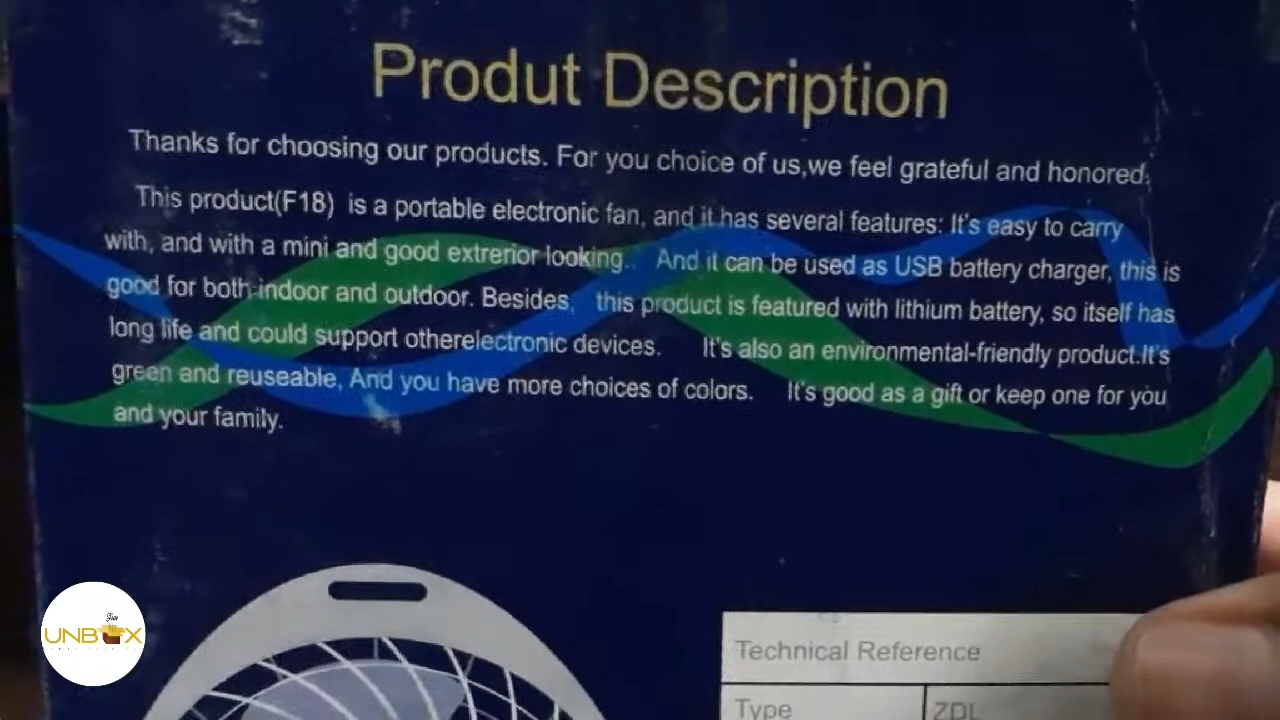 Produt Description
Thanks for choosing our products. For you choice of us,we feel grateful and honored.
This product(F18) is a portable electronic fan, and it has several features: It's easy to carry
with, and with a mini and good extrerior looking.. And it can be used as USB battery charger, this is
good for both indoor and outdoor. Besides, this product is featured with lithium battery, so itself has
long life and could support otherelectronic devices. It's also an environmental-friendly product.It's
green and reuseable, And you have more choices of colors. It's good as a gift or keep one for you
and your family.
Technical Reference
Type ZDL
UNBOX